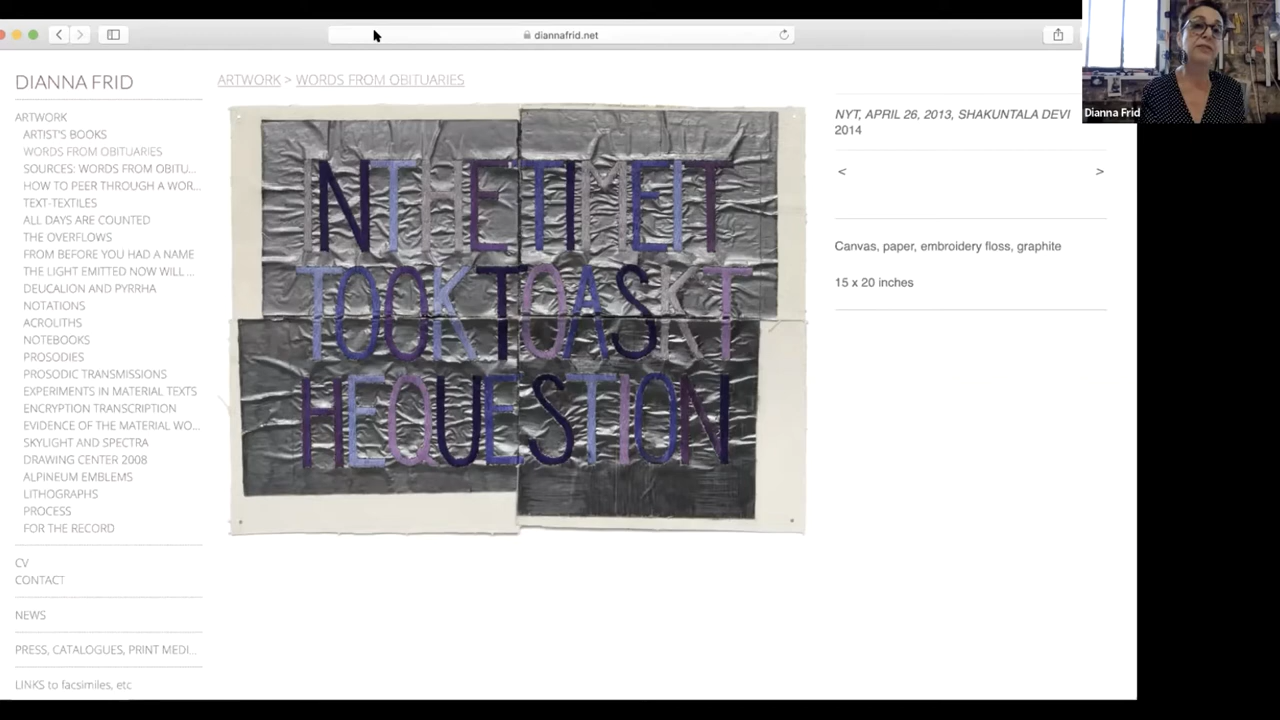 diannafrid.net
Dianna Frid
DIANNA FRID
ARTWORK
ARTIST'S BOOKS
WORDS FROM OBITUARIES
SOURCES: WORDS FROM OBITU...
HOW TO PEER THROUGH A WOR...
TEXT-TEXTILES
ALL DAYS ARE COUNTED
THE OVERFLOWS
FROM BEFORE YOU HAD A NAME
THE LIGHT EMITTED NOW WILL ...
DEUCALION AND PYRRHA
NOTATIONS
ACROLITHS
NOTEBOOKS
PROSODIES
PROSODIC TRANSMISSIONS
EXPERIMENTS IN MATERIAL TEXTS
ENCRYPTION TRANSCRIPTION
EVIDENCE OF THE MATERIAL WO...
SKYLIGHT AND SPECTRA
DRAWING CENTER 2008
ALPINEUM EMBLEMS
LITHOGRAPHS
PROCESS
FOR THE RECORD
CV
CONTACT
NEWS
PRESS, CATALOGUES, PRINT MEDI...
LINKS to facsimiles, etc
ARTWORK > WORDS FROM OBITUARIES
INTHETIMEIT
TOOKTOASKT
HEQUESTION
NYT, APRIL 26, 2013, SHAKUNTALA DEVI
2014
< >
Canvas, paper, embroidery floss, graphite
15 x 20 inches